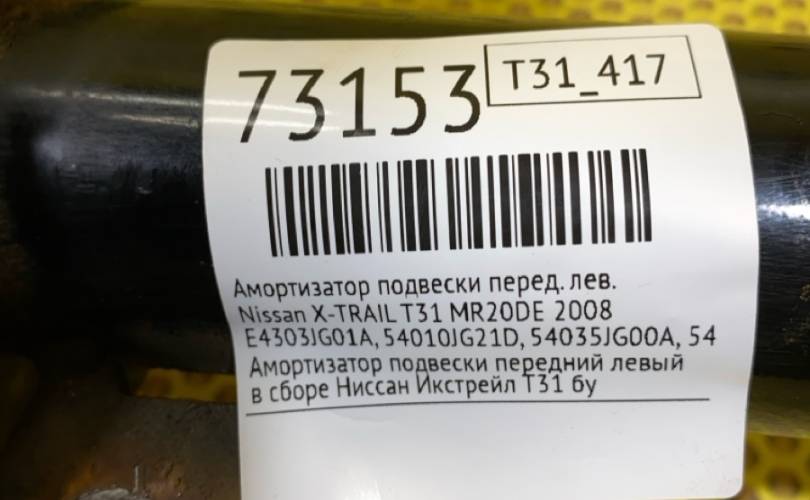 73153 T31_417
Амортизатор подвески перед. лев.
Nissan X-TRAIL T31 MR20DE 2008
E4303JG01A, 54010JG21D, 54035JG00A, 54
Амортизатор подвески передний левый
в сборе Ниссан Икстрейл Т31 бу